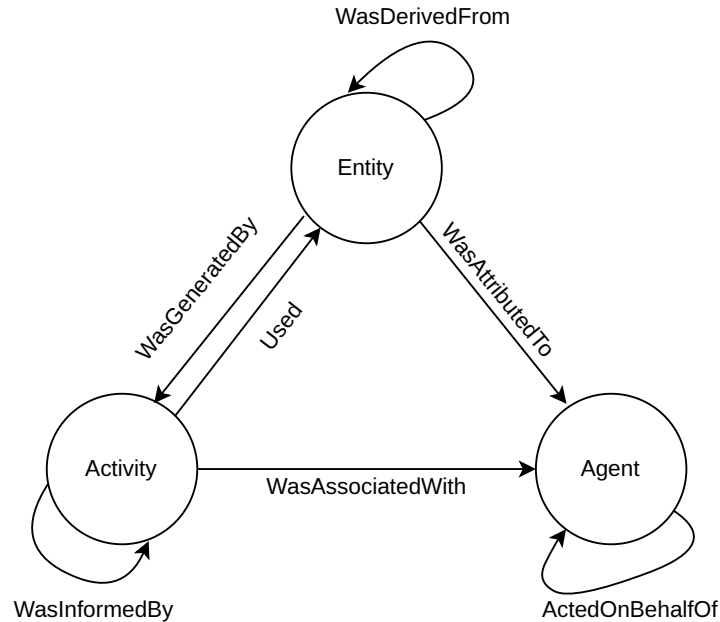 WasDerivedFrom
Entity
WasGeneratedBy
Used
WasAttributedTo
Activity
Agent
WasAssociatedWith
WasInformedBy
ActedOnBehalfOf